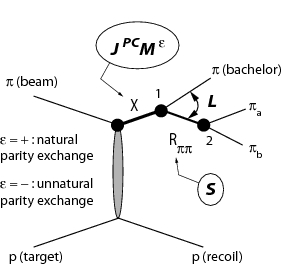 J^PC M^ε
π (beam)
X
1
π (bachelor)
L
π_a
2
π_b
R_ππ
S
ε = + : natural
parity exchange
ε = − : unnatural
parity exchange
p (target)
p (recoil)